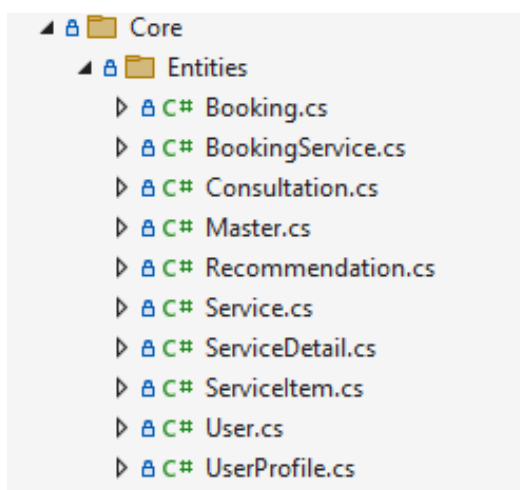 Core
Entities
C# Booking.cs
C# BookingService.cs
C# Consultation.cs
C# Master.cs
C# Recommendation.cs
C# Service.cs
C# ServiceDetail.cs
C# ServiceItem.cs
C# User.cs
C# UserProfile.cs